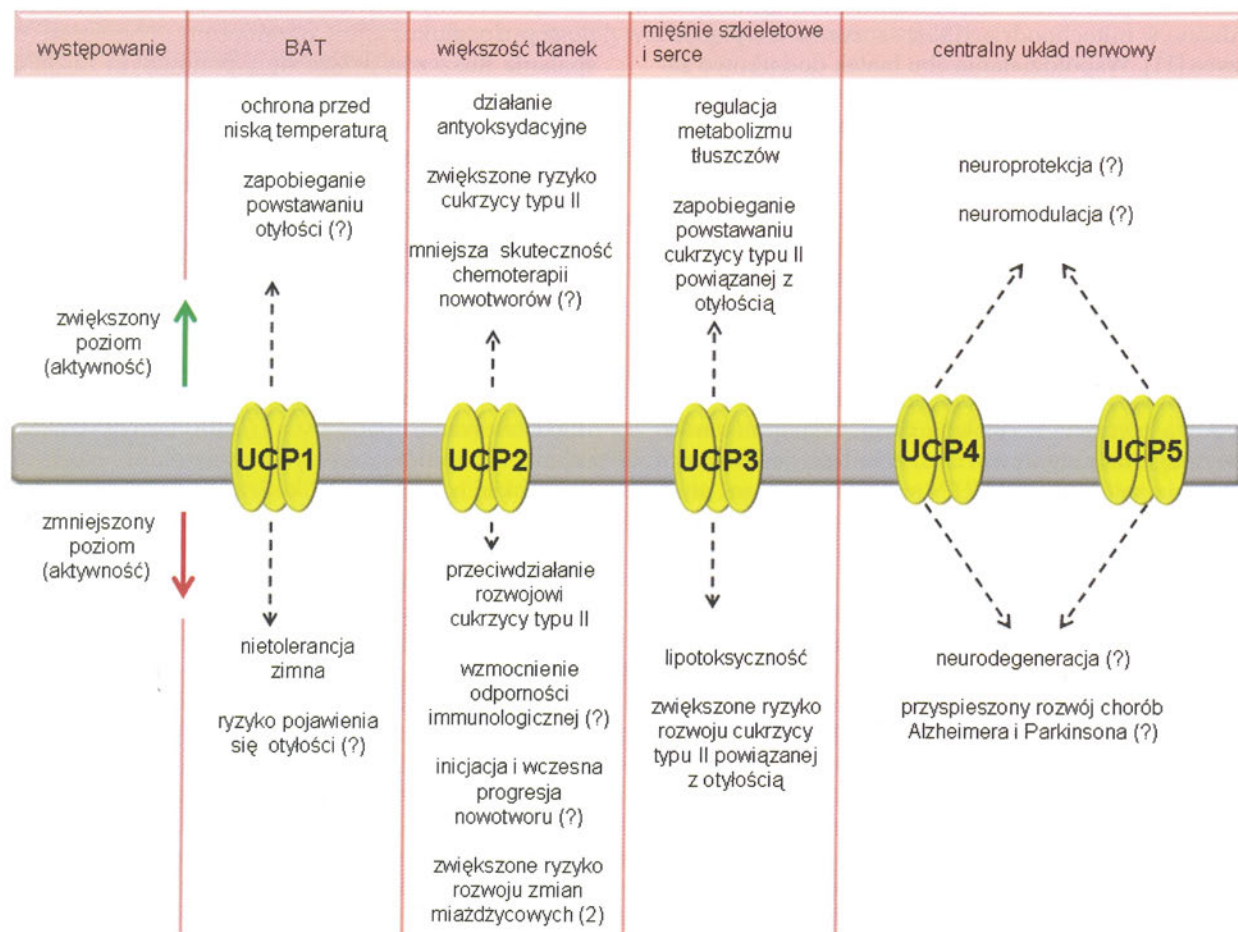 występowanie
BAT
większość tkanek
mięśnie szkieletowe
i serce
centralny układ nerwowy
zwiększony
poziom
(aktywność)
ochrona przed
niską temperaturą
zapobieganie
powstawaniu
otyłości (?)
działanie
antyoksydacyjne
zwiększone ryzyko
cukrzycy typu II
mniejsza skuteczność
chemoterapii
nowotworów (?)
regulacja
metabolizmu
tłuszczów
zapobieganie
powstawaniu
cukrzycy typu II
powiązanej z
otyłością
neuroprotekcja (?)
neuromodulacja (?)
UCP1
UCP2
UCP3
UCP4
UCP5
zmniejszony
poziom
(aktywność)
nietolerancja
zimna
ryzyko pojawienia
się otyłości (?)
przeciwdziałanie
rozwojowi
cukrzycy typu II
wzmocnienie
odporności
immunologicznej (?)
inicjacja i wczesna
progresja
nowotworu (?)
zwiększone ryzyko
rozwoju zmian
miażdżycowych (2)
lipotoksyczność
zwiększone ryzyko
rozwoju cukrzycy
typu II powiązanej
z otyłością
neurodegeneracja (?)
przyspieszony rozwój chorób
Alzheimera i Parkinsona (?)